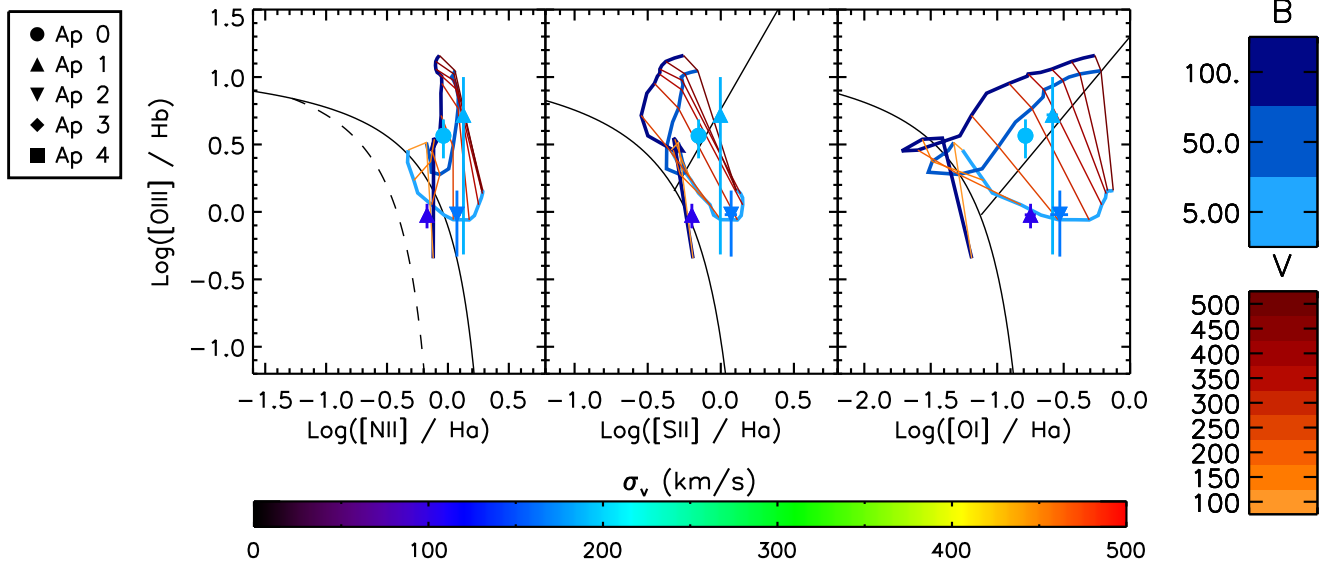 Ap 0
Ap 1
Ap 2
Ap 3
Ap 4
Log([OIII] / Hb)
1.5
1.0
0.5
0.0
−0.5
−1.0
−1.5 −1.0 −0.5 0.0 0.5
−1.0 −0.5 0.0 0.5
−2.0 −1.5 −1.0 −0.5 0.0
Log([NII] / Ha)
Log([SII] / Ha)
Log([OI] / Ha)
σv (km/s)
0 100 200 300 400 500
B
100.
50.0
5.00
V
500
450
400
350
300
250
200
150
100